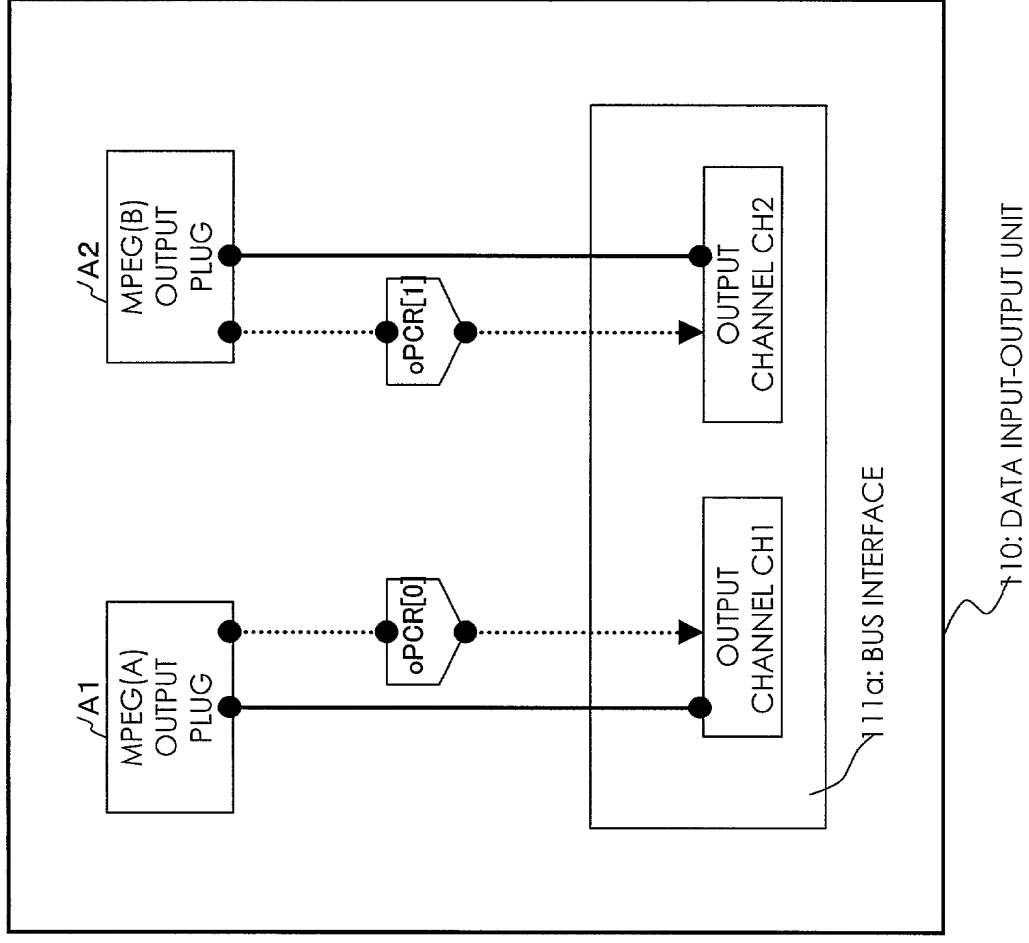 A1
MPEG(A)
OUTPUT
PLUG
A2
MPEG(B)
OUTPUT
PLUG
oPCR[0]
oPCR[1]
OUTPUT
CHANNEL CH1
OUTPUT
CHANNEL CH2
111a: BUS INTERFACE
110: DATA INPUT-OUTPUT UNIT